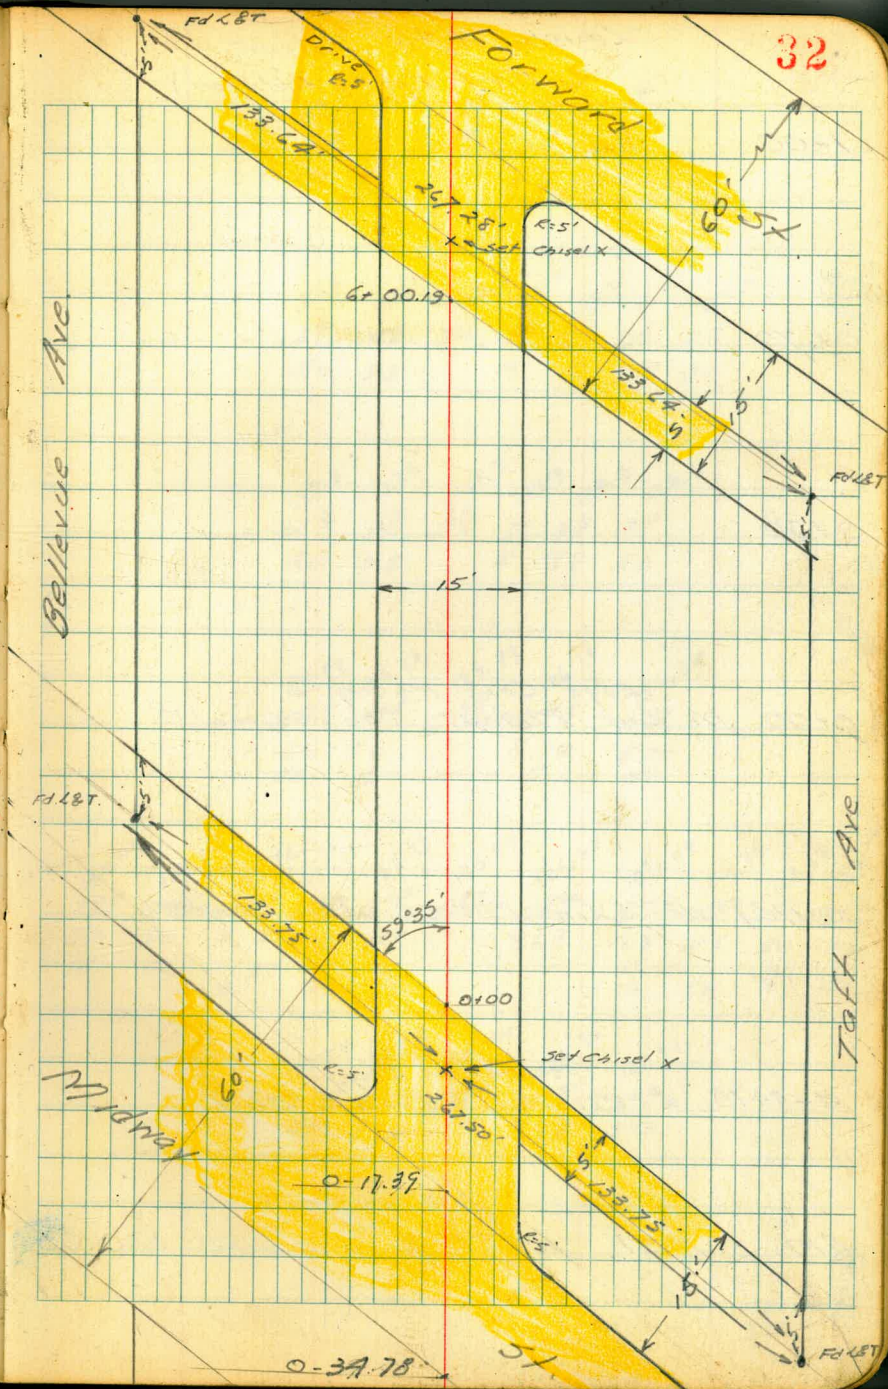 32
Fd L&T
5'
Drive
R=5'
Forward
St
60'
133.64'
267.28'
R=5'
x ← Set Chisel x
6+00.19
133.64'
5'
15'
Fd L&T
5'
Bellevue Ave.
15'
5'
Fd L&T.
133.75'
59°35'
0+00
Taft Ave
Set Chisel x
R=5'
267.50'
60'
Midway
5'
133.75'
0-17.39
R=5'
15'
5'
Fd L&T
St
0-34.78